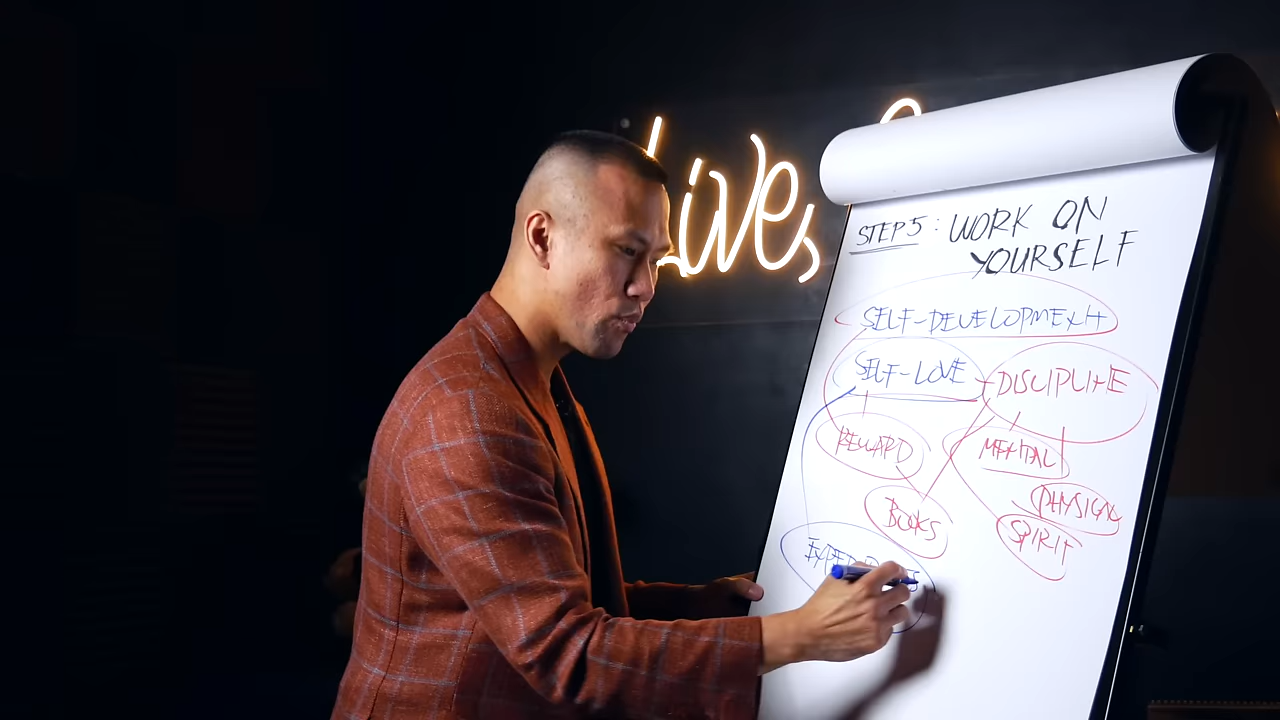 Live,
STEP 5: WORK ON
YOURSELF
SELF-DEVELOPMENT
SELF-LOVE
DISCIPLINE
REWARD
MENTAL
PHYSICAL
BOOKS
SPIRIT